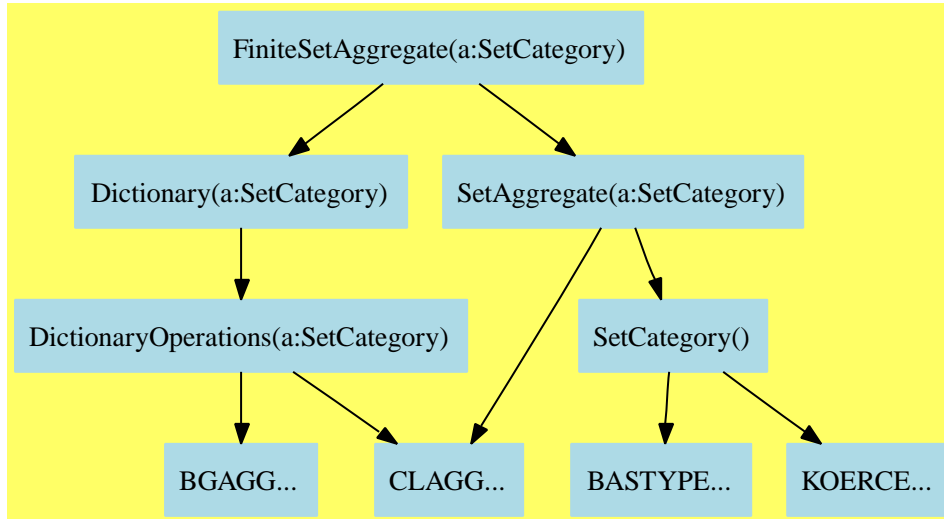 FiniteSetAggregate(a:SetCategory)
Dictionary(a:SetCategory)
SetAggregate(a:SetCategory)
DictionaryOperations(a:SetCategory)
SetCategory()
BGAGG...
CLAGG...
BASTYPE...
KOERCE...